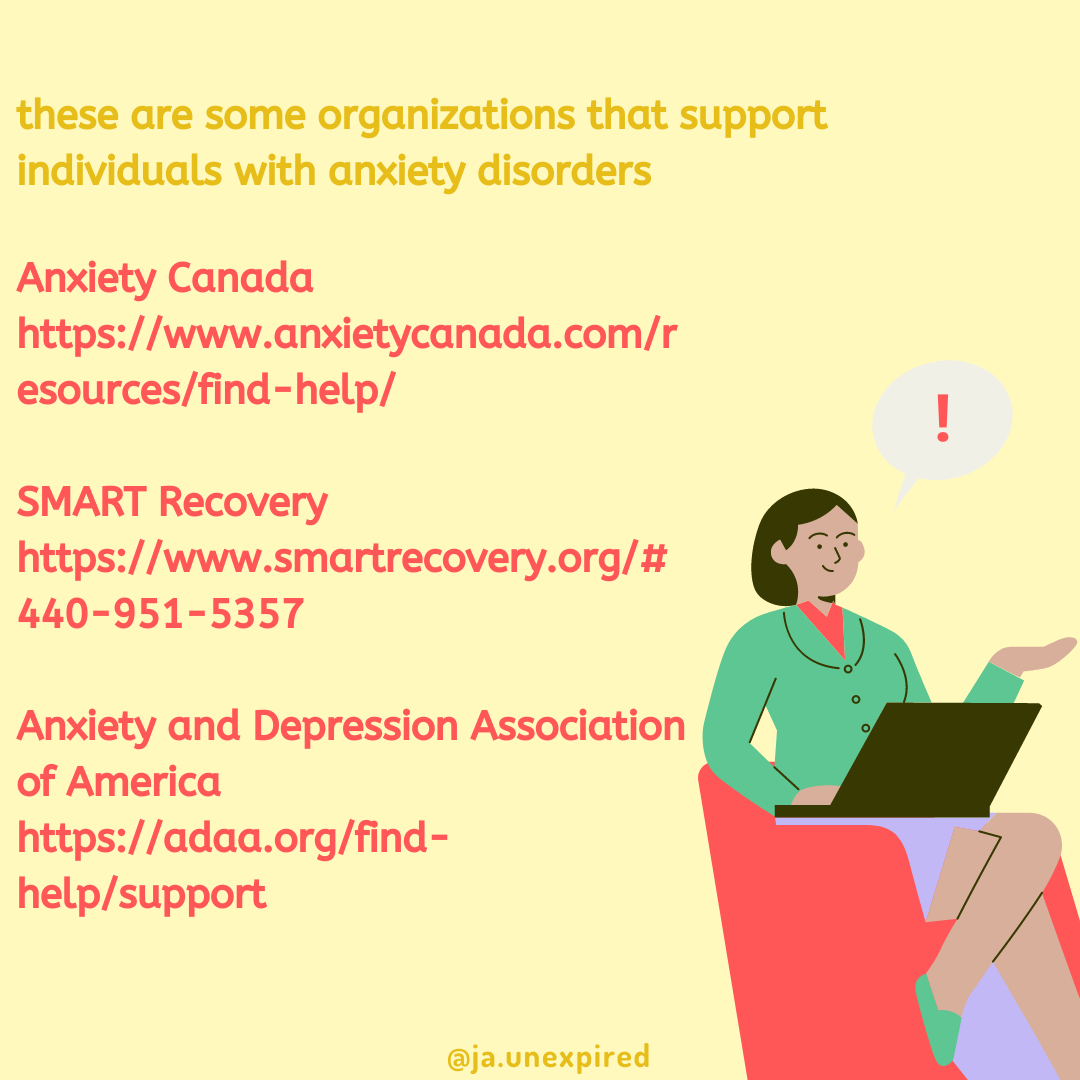 these are some organizations that support
individuals with anxiety disorders
Anxiety Canada
https://www.anxietycanada.com/r
esources/find-help/
SMART Recovery
https://www.smartrecovery.org/#
440-951-5357
Anxiety and Depression Association
of America
https://adaa.org/find-
help/support
!
@ja.unexpired